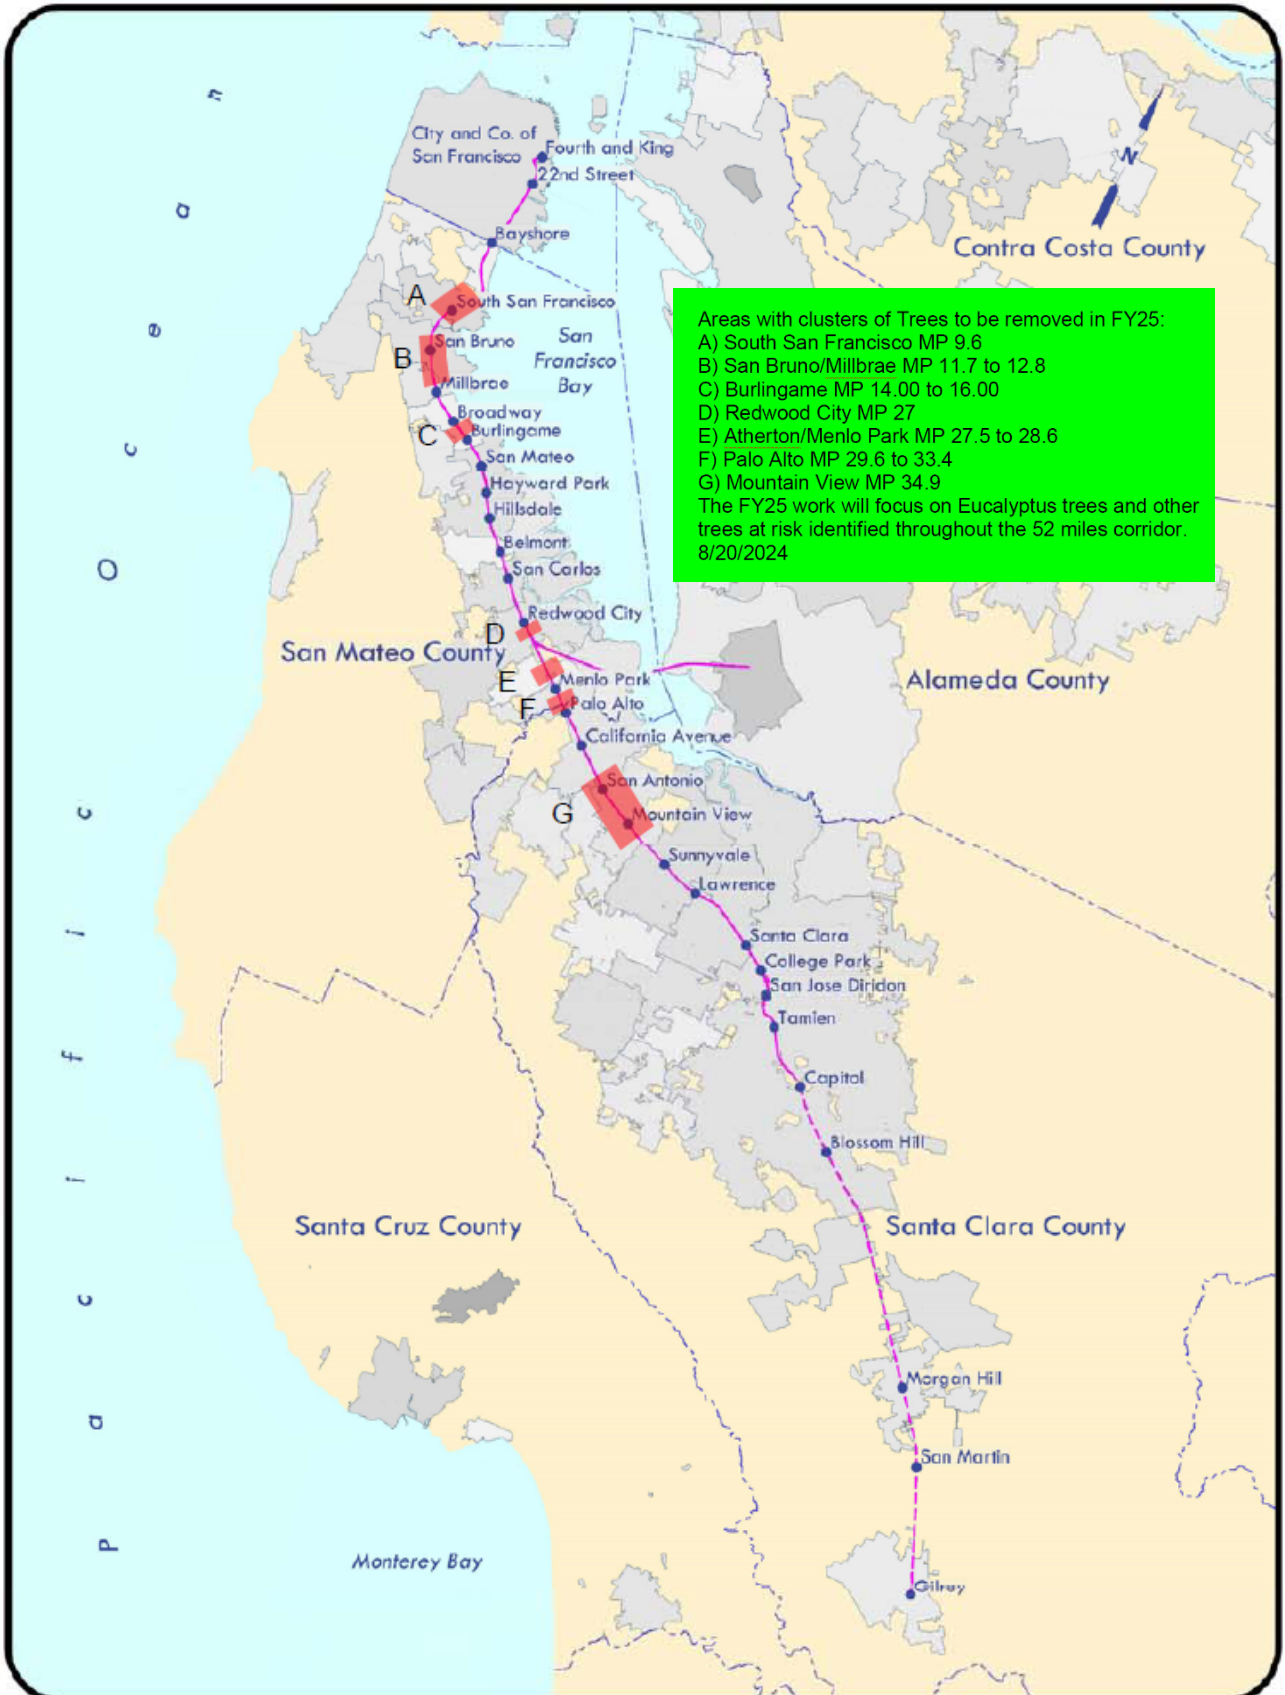 City and Co. of
San Francisco
Fourth and King
22nd Street
Bayshore
N
Contra Costa County
A
South San Francisco
San Bruno
B
San
Francisco
Bay
Millbrae
Broadway
C
Burlingame
San Mateo
Hayward Park
Hillsdale
Belmont
San Carlos
Areas with clusters of Trees to be removed in FY25:
A) South San Francisco MP 9.6
B) San Bruno/Millbrae MP 11.7 to 12.8
C) Burlingame MP 14.00 to 16.00
D) Redwood City MP 27
E) Atherton/Menlo Park MP 27.5 to 28.6
F) Palo Alto MP 29.6 to 33.4
G) Mountain View MP 34.9
The FY25 work will focus on Eucalyptus trees and other
trees at risk identified throughout the 52 miles corridor.
8/20/2024
Redwood City
D
San Mateo County
E
Menlo Park
Alameda County
F
Palo Alto
California Avenue
San Antonio
G
Mountain View
Sunnyvale
Lawrence
Santa Clara
College Park
San Jose Diridon
Tamien
Capitol
Blossom Hill
Santa Cruz County
Santa Clara County
Morgan Hill
San Martin
Monterey Bay
Gilroy
Pacific Ocean